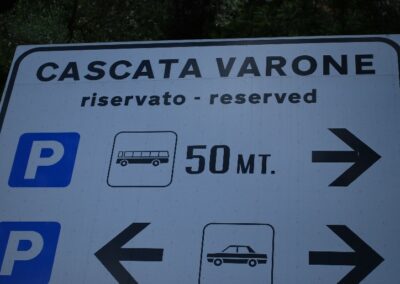 CASCATA VARONE
riservato - reserved
P 50 MT.
P